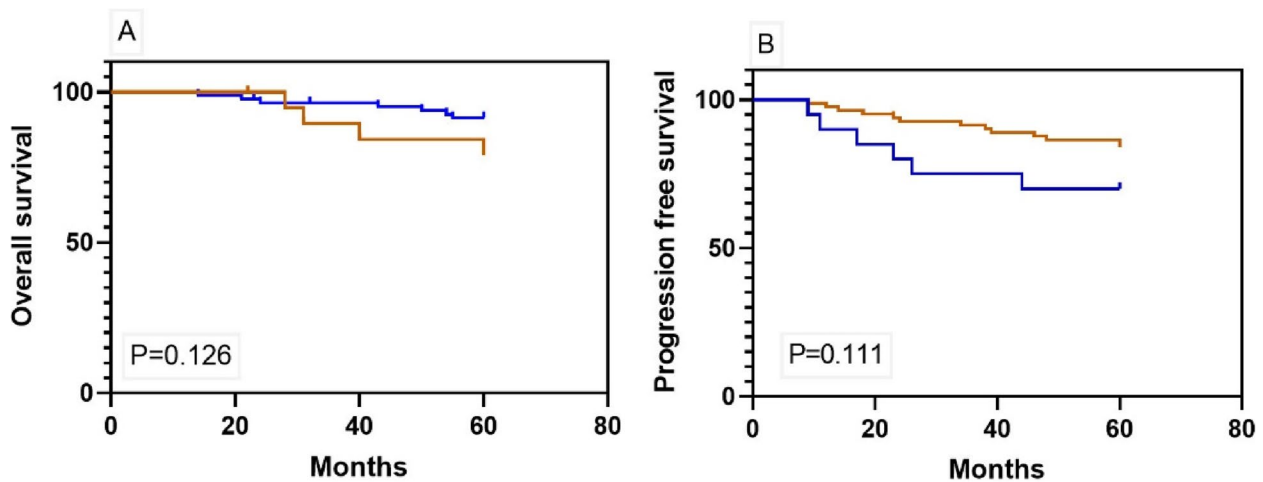 A
Overall survival
100
50
0
P=0.126
0 20 40 60 80
Months
B
Progression free survival
100
50
0
P=0.111
0 20 40 60 80
Months